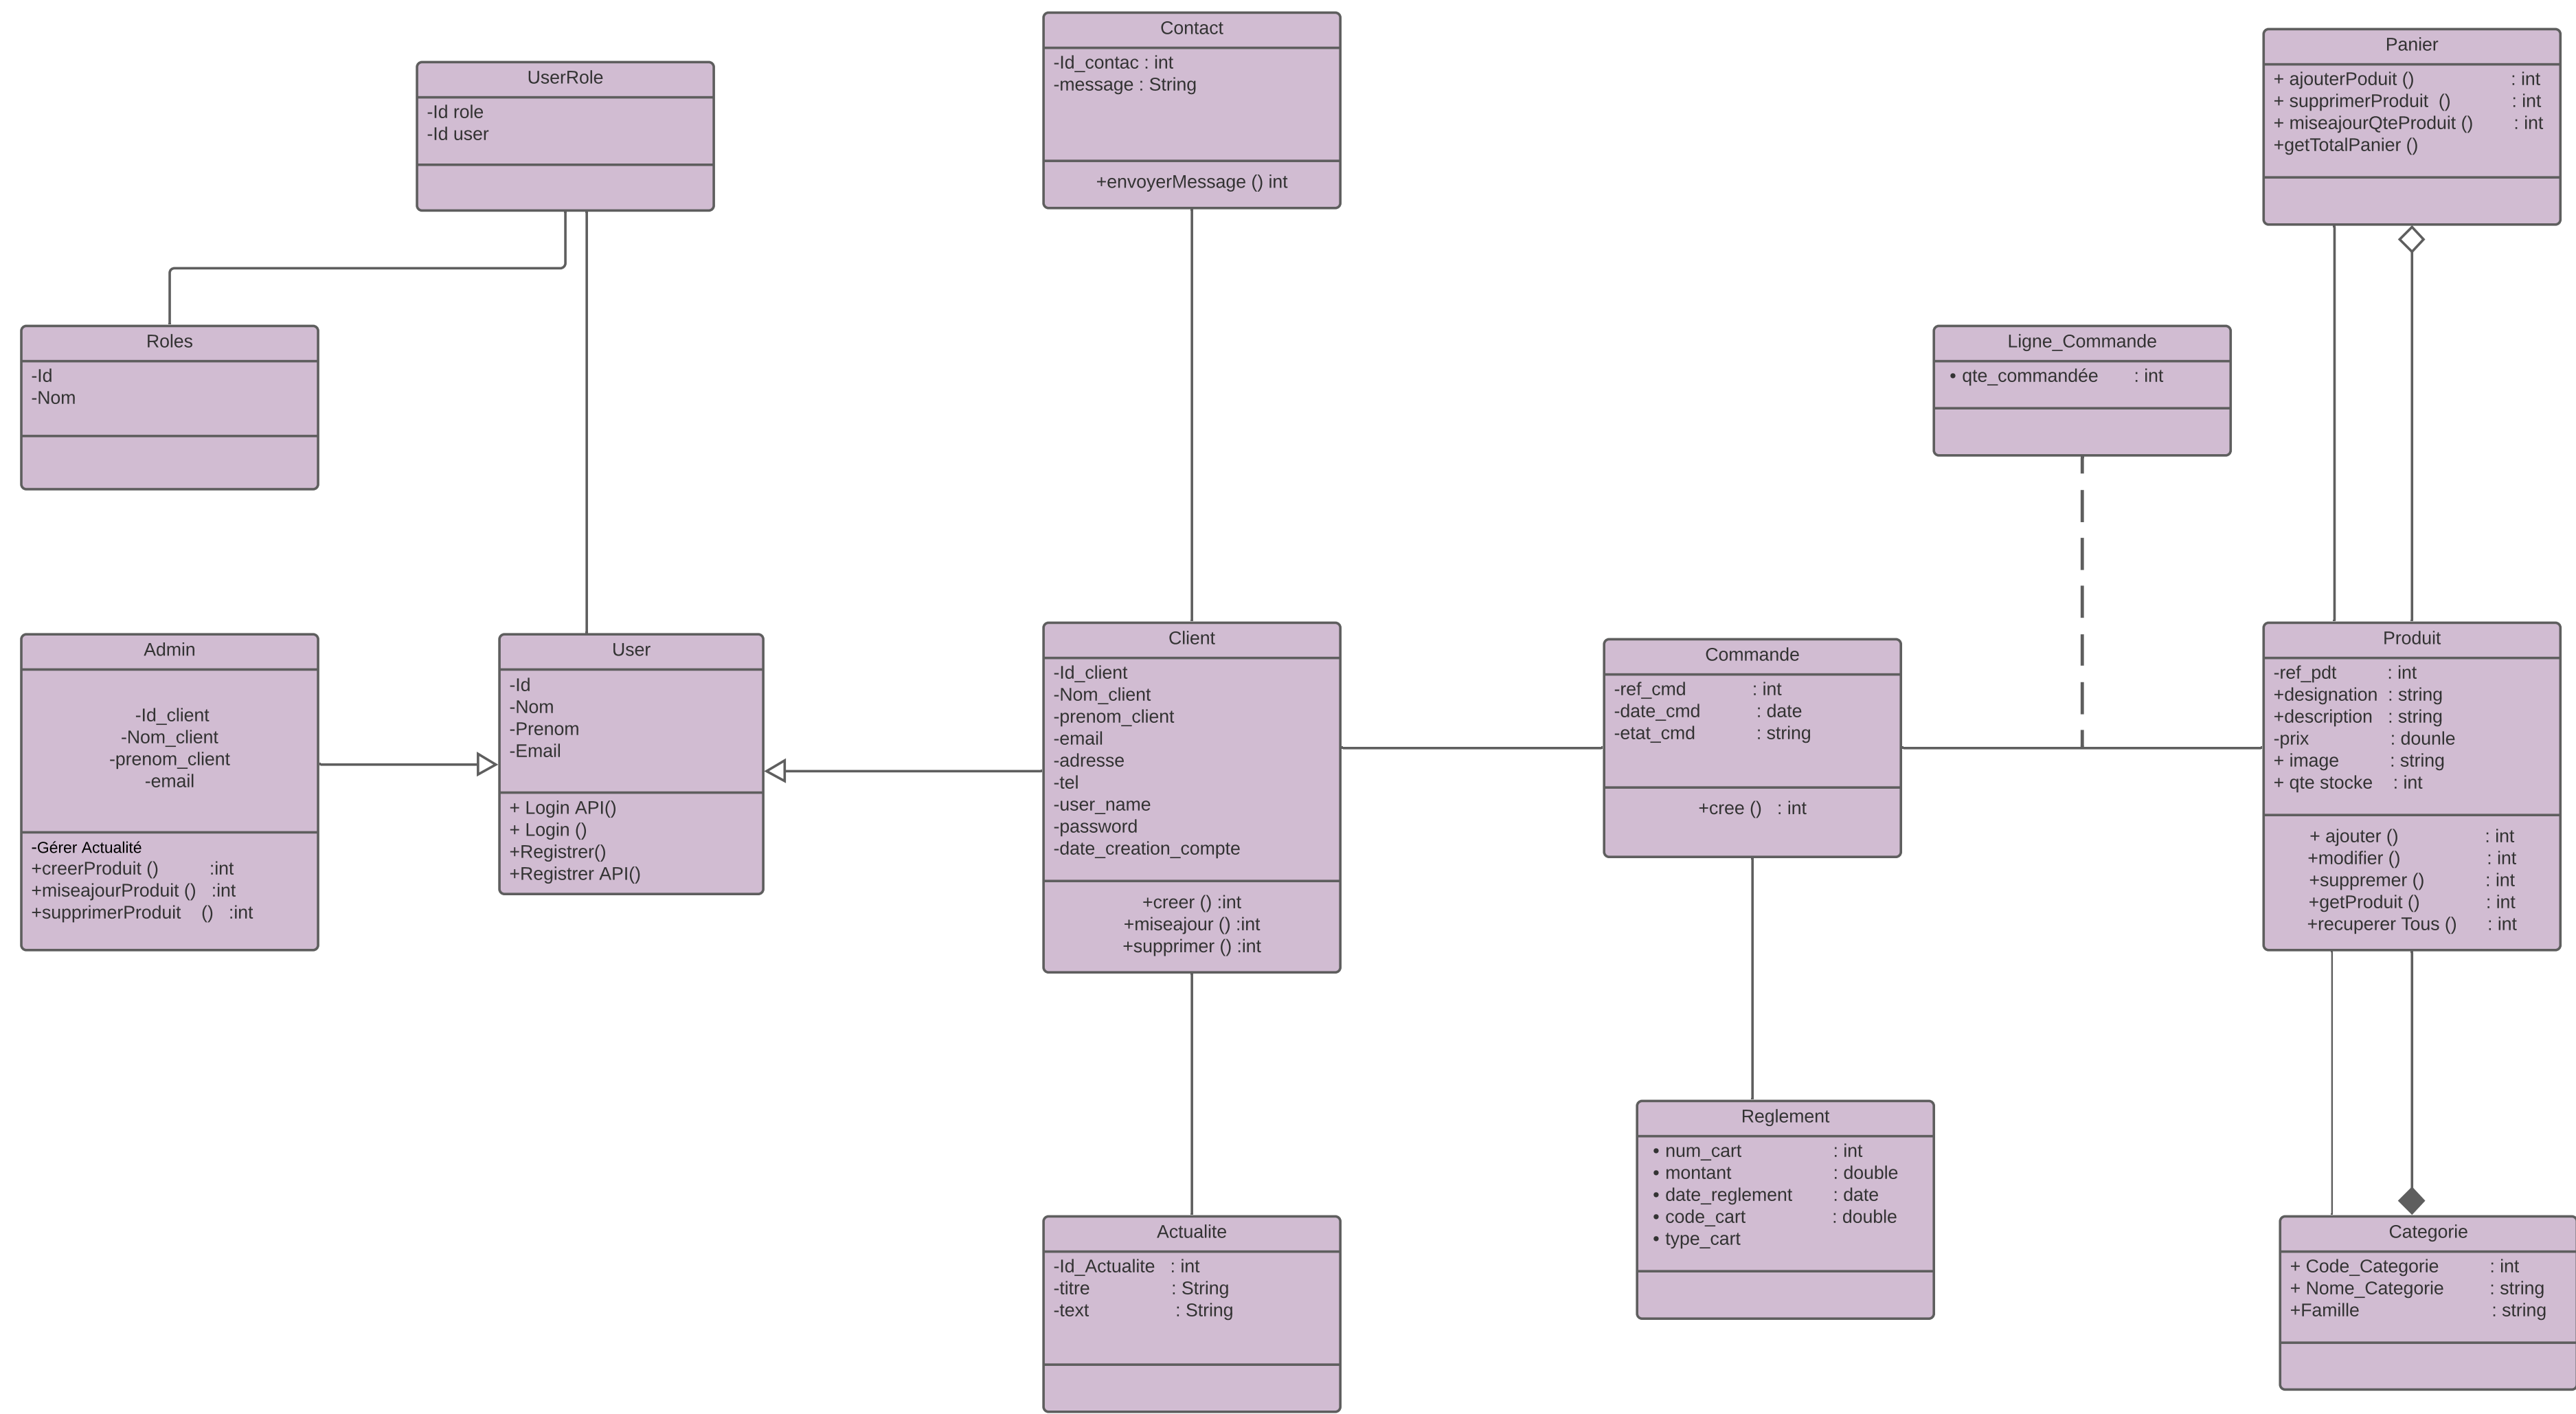 Contact
-Id_contac : int
-message : String
+envoyerMessage () int
Panier
+ ajouterPoduit () : int
+ supprimerProduit () : int
+ miseajourQteProduit () : int
+getTotalPanier ()
UserRole
-Id role
-Id user
Roles
-Id
-Nom
Ligne_Commande
• qte_commandée : int
Admin
-Id_client
-Nom_client
-prenom_client
-email
-Gérer Actualité
+creerProduit () :int
+miseajourProduit () :int
+supprimerProduit () :int
User
-Id
-Nom
-Prenom
-Email
+ Login API()
+ Login ()
+Registrer()
+Registrer API()
Client
-Id_client
-Nom_client
-prenom_client
-email
-adresse
-tel
-user_name
-password
-date_creation_compte
+creer () :int
+miseajour () :int
+supprimer () :int
Commande
-ref_cmd : int
-date_cmd : date
-etat_cmd : string
+cree () : int
Produit
-ref_pdt : int
+designation : string
+description : string
-prix : dounle
+ image : string
+ qte stocke : int
+ ajouter () : int
+modifier () : int
+suppremer () : int
+getProduit () : int
+recuperer Tous () : int
Reglement
• num_cart : int
• montant : double
• date_reglement : date
• code_cart : double
• type_cart
Actualite
-Id_Actualite : int
-titre : String
-text : String
Categorie
+ Code_Categorie : int
+ Nome_Categorie : string
+Famille : string